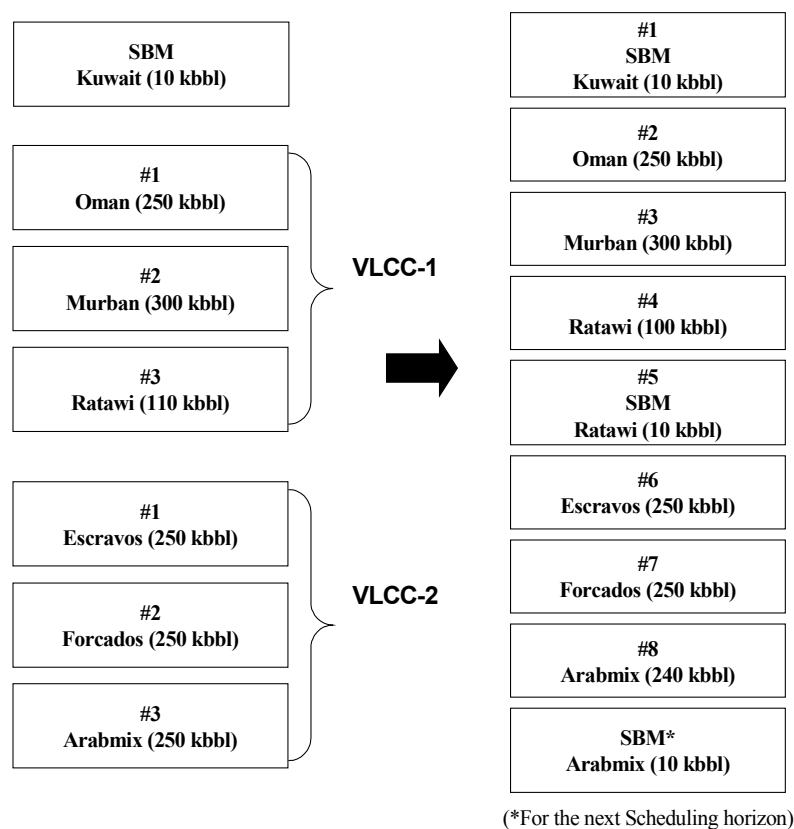 SBM
Kuwait (10 kbbl)
#1
Oman (250 kbbl)
#2
Murban (300 kbbl)
#3
Ratawi (110 kbbl)
VLCC-1
#1
Escravos (250 kbbl)
#2
Forcados (250 kbbl)
#3
Arabmix (250 kbbl)
VLCC-2
#1
SBM
Kuwait (10 kbbl)
#2
Oman (250 kbbl)
#3
Murban (300 kbbl)
#4
Ratawi (100 kbbl)
#5
SBM
Ratawi (10 kbbl)
#6
Escravos (250 kbbl)
#7
Forcados (250 kbbl)
#8
Arabmix (240 kbbl)
SBM*
Arabmix (10 kbbl)
(*For the next Scheduling horizon)